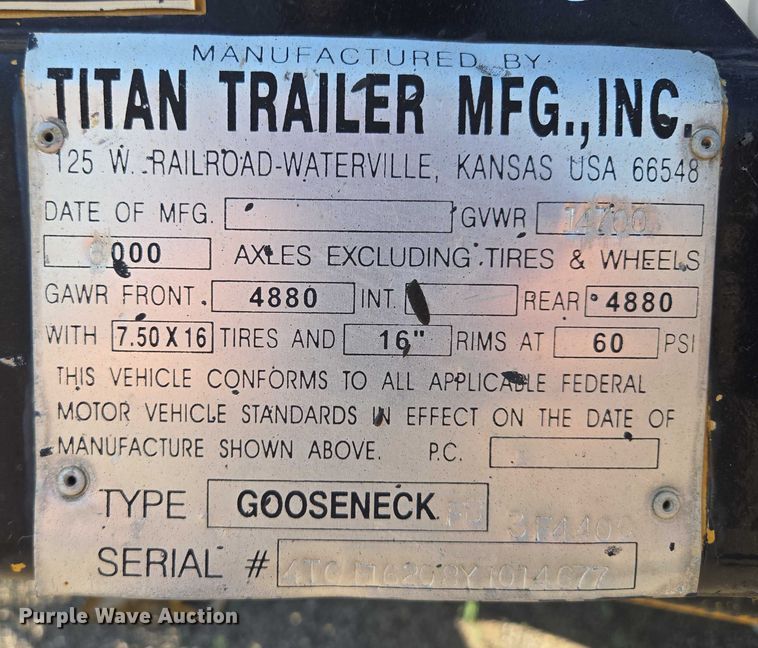 MANUFACTURED BY
TITAN TRAILER MFG., INC.
125 W. RAILROAD-WATERVILLE, KANSAS USA 66548
DATE OF MFG. GVWR
000 AXLES EXCLUDING TIRES & WHEELS
GAWR FRONT. 4880 INT. REAR 4880
WITH 7.50 X 16 TIRES AND 16" RIMS AT 60 PSI
THIS VEHICLE CONFORMS TO ALL APPLICABLE FEDERAL
MOTOR VEHICLE STANDARDS IN EFFECT ON THE DATE OF
MANUFACTURE SHOWN ABOVE. P.C.
TYPE GOOSENECK
SERIAL #
Purple Wave Auction